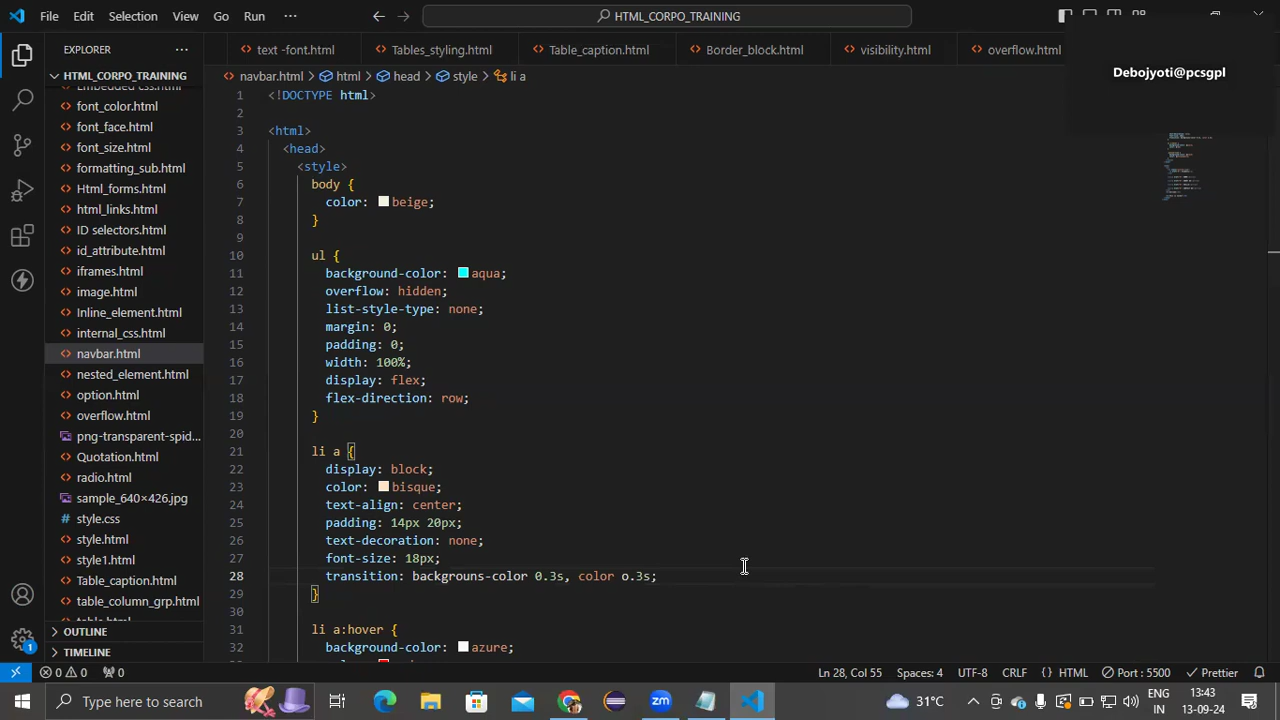 File Edit Selection View Go Run ··· HTML_CORPO_TRAINING
EXPLORER ···
text -font.html Tables_styling.html Table_caption.html Border_block.html visibility.html overflow.html
Debojyoti@pcsgpl
HTML_CORPO_TRAINING
navbar.html > html > head > style > li a
Embedded css.html
font_color.html
font_face.html
font_size.html
formatting_sub.html
Html_forms.html
html_links.html
ID selectors.html
id_attribute.html
iframes.html
image.html
Inline_element.html
internal_css.html
navbar.html
nested_element.html
option.html
overflow.html
png-transparent-spid...
Quotation.html
radio.html
sample_640×426.jpg
style.css
style.html
style1.html
Table_caption.html
table_column_grp.html
OUTLINE
TIMELINE
1 <!DOCTYPE html>
2
3 <html>
4 <head>
5 <style>
6 body {
7 color: beige;
8 }
9
10 ul {
11 background-color: aqua;
12 overflow: hidden;
13 list-style-type: none;
14 margin: 0;
15 padding: 0;
16 width: 100%;
17 display: flex;
18 flex-direction: row;
19 }
20
21 li a {
22 display: block;
23 color: bisque;
24 text-align: center;
25 padding: 14px 20px;
26 text-decoration: none;
27 font-size: 18px;
28 transition: backgrouns-color 0.3s, color o.3s;
29 }
30
31 li a:hover {
32 background-color: azure;
1
0 0 0 Ln 28, Col 55 Spaces: 4 UTF-8 CRLF HTML Port : 5500 Prettier
Type here to search
31°C
ENG
IN
13:43
13-09-24